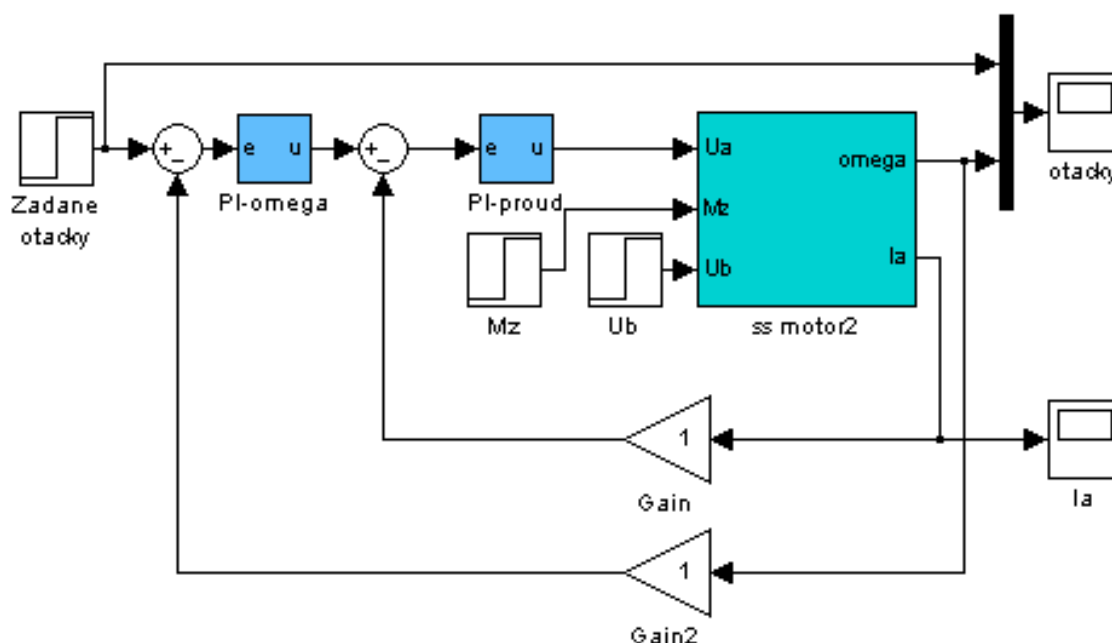 Zadane
otacky
+
−
e
u
PI-omega
+
−
e
u
PI-proud
Ua
Mz
Ub
omega
Ia
ss motor2
otacky
Mz
Ub
1
Gain
Ia
1
Gain2